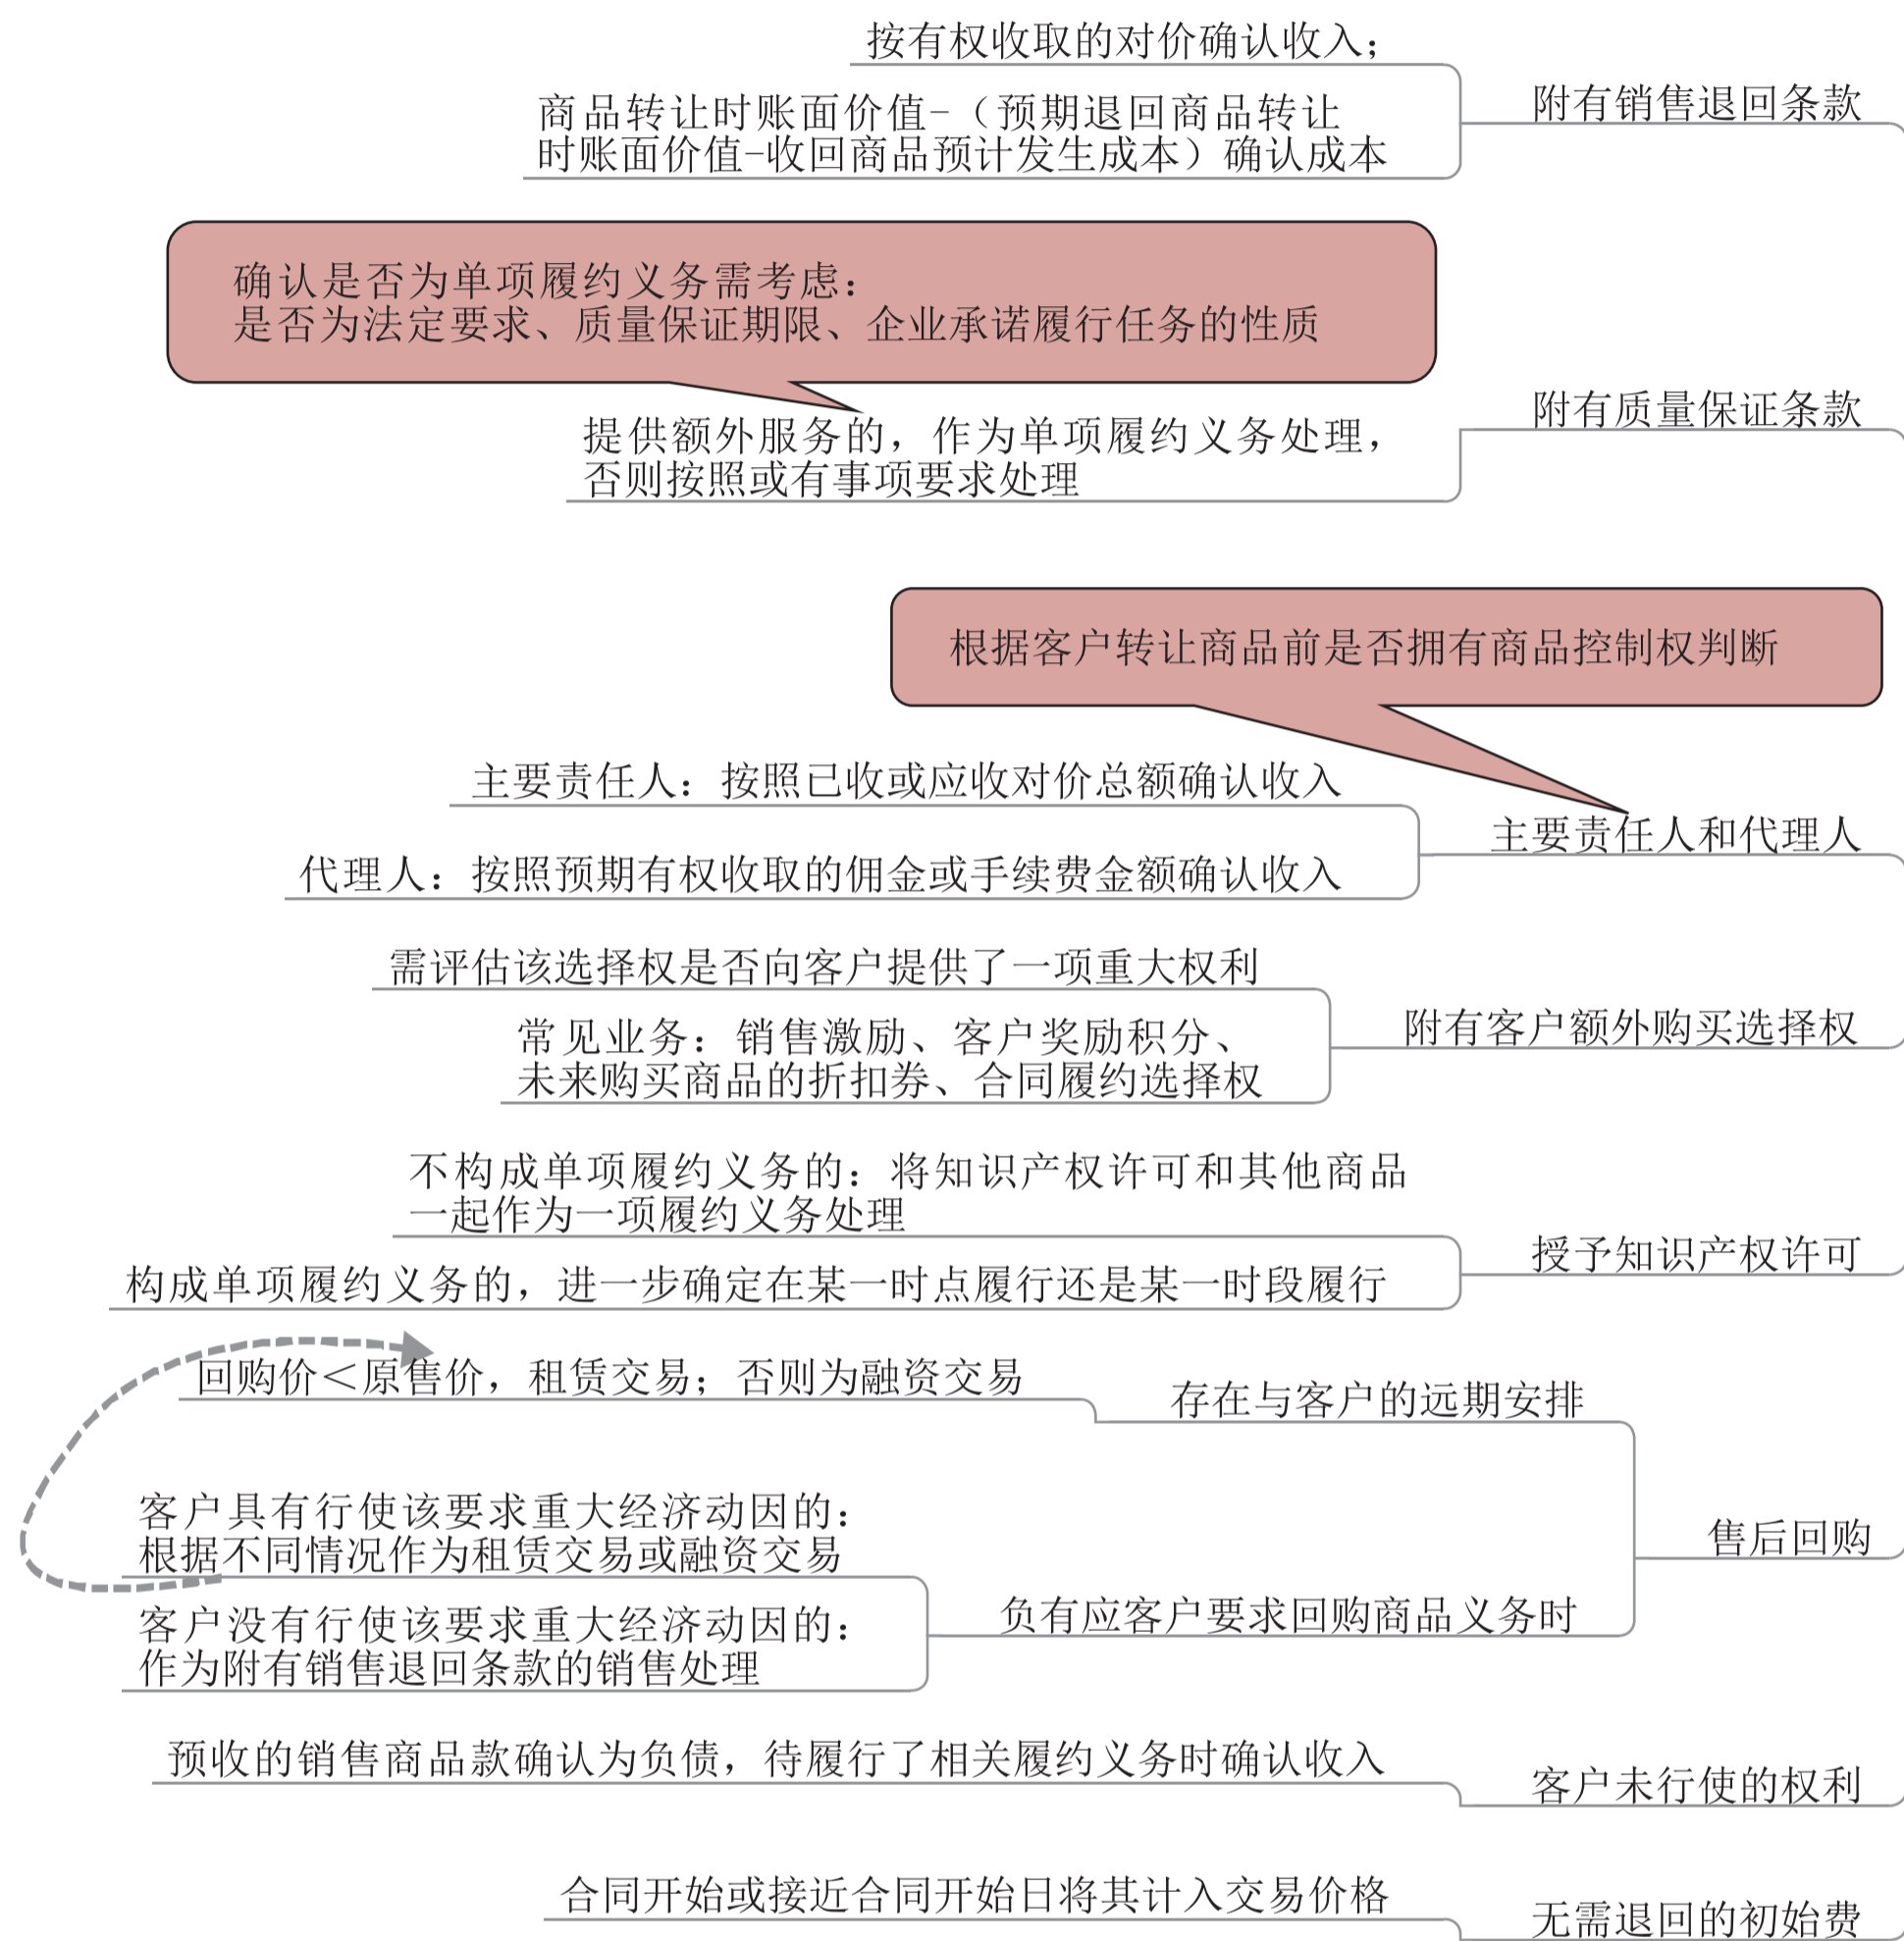 按有权收取的对价确认收入；
附有销售退回条款
商品转让时账面价值-（预期退回商品转让
时账面价值-收回商品预计发生成本）确认成本
确认是否为单项履约义务需考虑：
是否为法定要求、质量保证期限、企业承诺履行任务的性质
附有质量保证条款
提供额外服务的，作为单项履约义务处理，
否则按照或有事项要求处理
根据客户转让商品前是否拥有商品控制权判断
主要责任人：按照已收或应收对价总额确认收入
主要责任人和代理人
代理人：按照预期有权收取的佣金或手续费金额确认收入
需评估该选择权是否向客户提供了一项重大权利
附有客户额外购买选择权
常见业务：销售激励、客户奖励积分、
未来购买商品的折扣券、合同履约选择权
不构成单项履约义务的：将知识产权许可和其他商品
一起作为一项履约义务处理
授予知识产权许可
构成单项履约义务的，进一步确定在某一时点履行还是某一时段履行
回购价＜原售价，租赁交易；否则为融资交易
存在与客户的远期安排
客户具有行使该要求重大经济动因的：
根据不同情况作为租赁交易或融资交易
售后回购
负有应客户要求回购商品义务时
客户没有行使该要求重大经济动因的：
作为附有销售退回条款的销售处理
预收的销售商品款确认为负债，待履行了相关履约义务时确认收入
客户未行使的权利
合同开始或接近合同开始日将其计入交易价格
无需退回的初始费